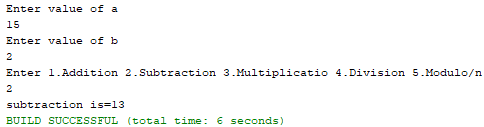 Enter value of a
15
Enter value of b
2
Enter 1.Addition 2.Subtraction 3.Multiplicatio 4.Division 5.Modulo/n
2
subtraction is=13
BUILD SUCCESSFUL (total time: 6 seconds)